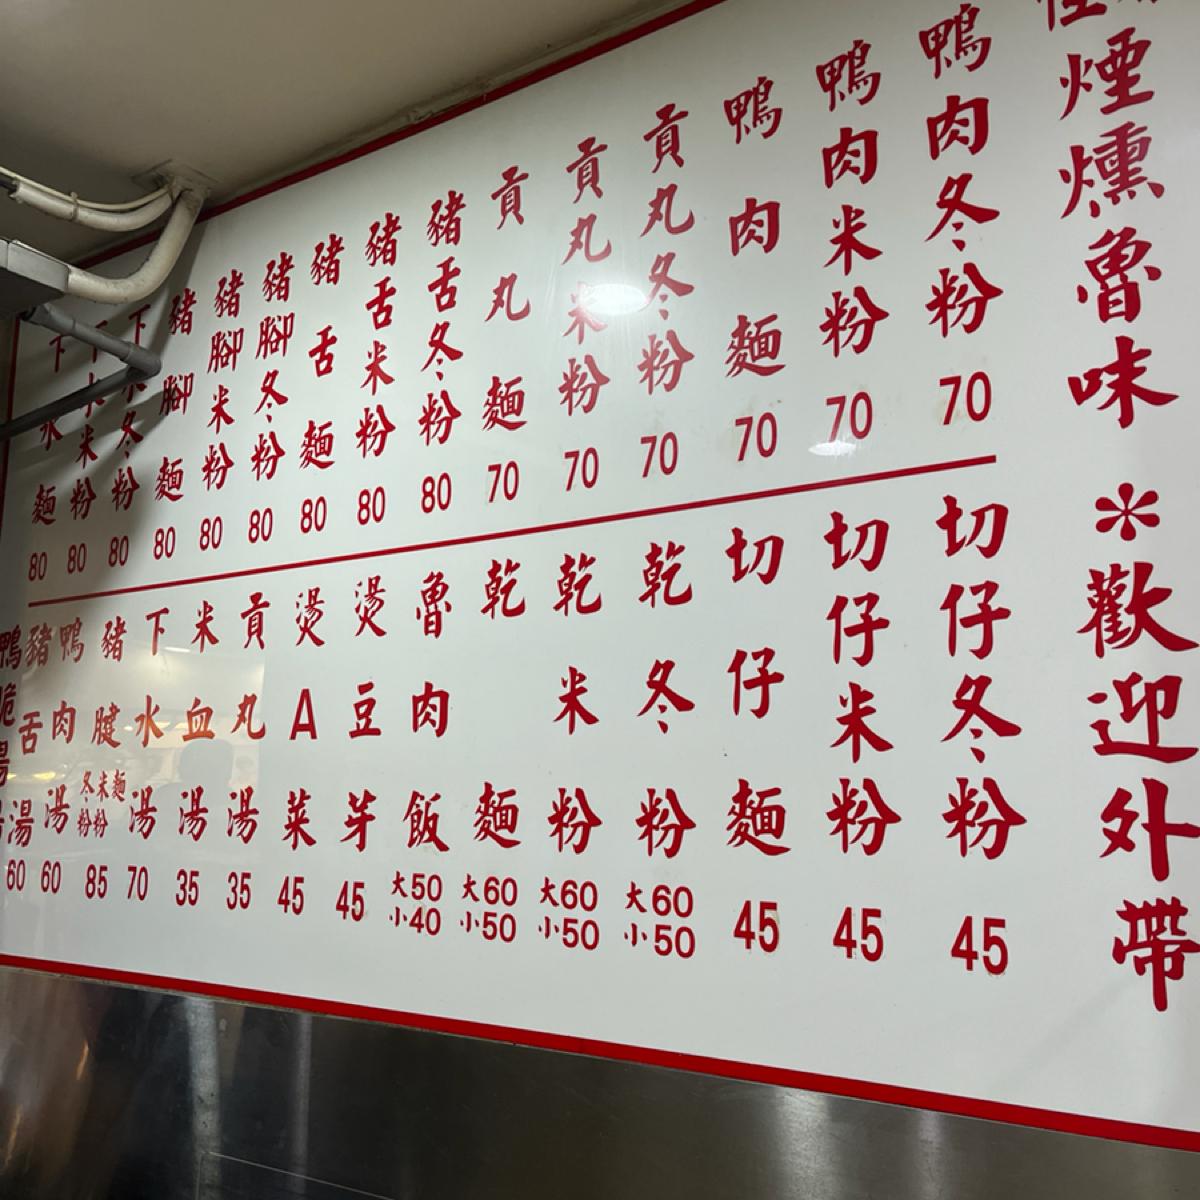 煙燻魯味 *歡迎外帶
鴨肉冬粉 70
鴨肉米粉 70
鴨肉麵 70
貢丸冬粉 70
貢丸米粉 70
貢丸麵 70
豬舌冬粉 80
豬舌米粉 80
豬舌麵 80
豬腳冬粉 80
豬腳米粉 80
豬腳麵 80
下水冬粉 80
下水米粉 80
下水麵 80
切仔冬粉 45
切仔米粉 45
切仔麵 45
乾冬粉 大60 小50
乾米粉 大60 小50
乾麵 大60 小50
魯肉飯 大50 小40
燙豆芽 45
燙A菜 45
貢丸湯 35
米血湯 35
下水湯 70
豬腱麵米粉冬粉 85
鴨肉湯 60
豬舌湯 60
鴨脆湯